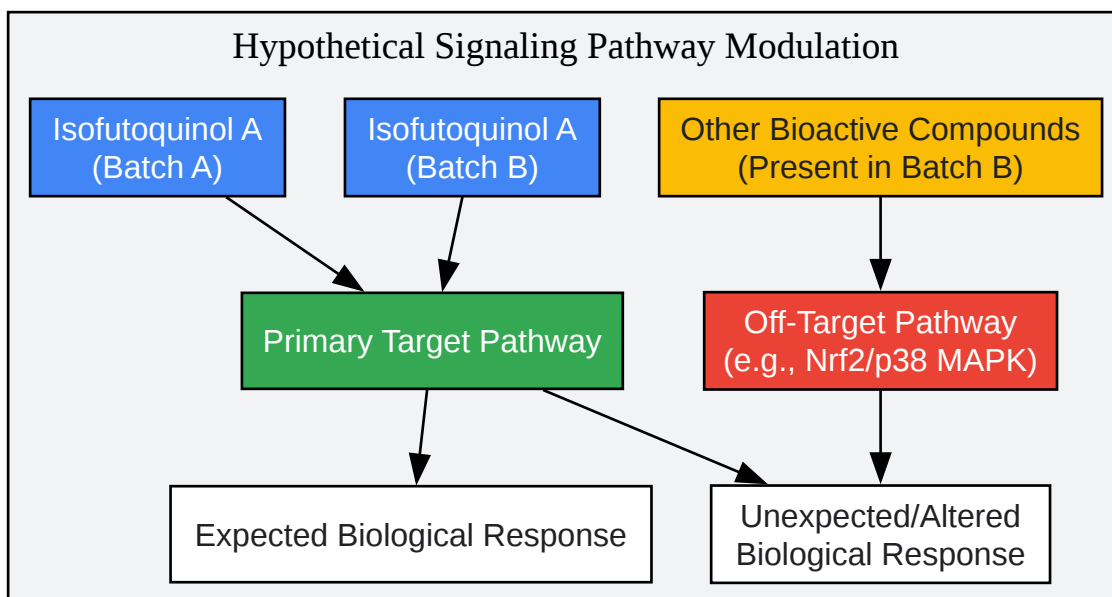 Hypothetical Signaling Pathway Modulation
Isofutoquinol A
(Batch A)
Isofutoquinol A
(Batch B)
Other Bioactive Compounds
(Present in Batch B)
Primary Target Pathway
Off-Target Pathway
(e.g., Nrf2/p38 MAPK)
Expected Biological Response
Unexpected/Altered
Biological Response